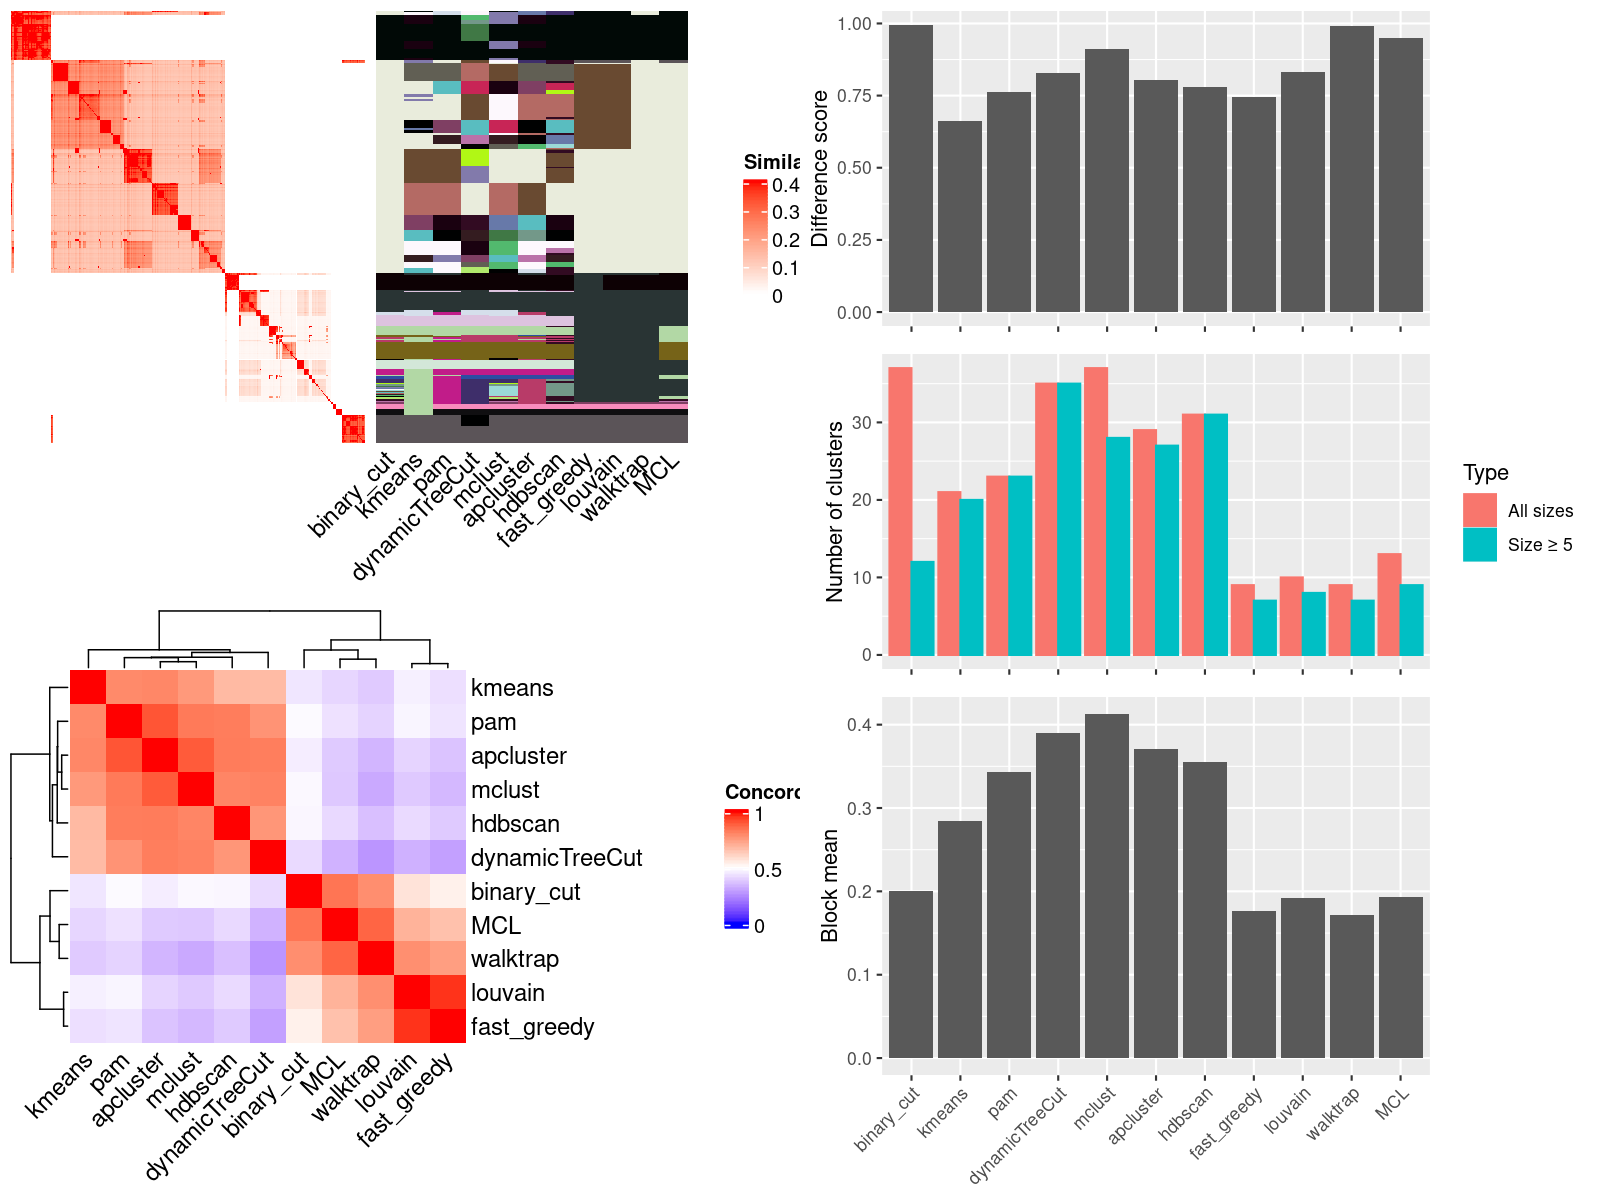 Simila
0.4
0.3
0.2
0.1
0
binary_cut
kmeans
pam
dynamicTreeCut
mclust
apcluster
hdbscan
fast_greedy
louvain
walktrap
MCL
kmeans
pam
apcluster
mclust
hdbscan
dynamicTreeCut
binary_cut
MCL
walktrap
louvain
fast_greedy
kmeans
pam
apcluster
mclust
hdbscan
dynamicTreeCut
binary_cut
MCL
walktrap
louvain
fast_greedy
Concord
1
0.5
0
Difference score
1.00
0.75
0.50
0.25
0.00
Number of clusters
30
20
10
0
Type
All sizes
Size ≥ 5
Block mean
0.4
0.3
0.2
0.1
0.0
binary_cut
kmeans
pam
dynamicTreeCut
mclust
apcluster
hdbscan
fast_greedy
louvain
walktrap
MCL